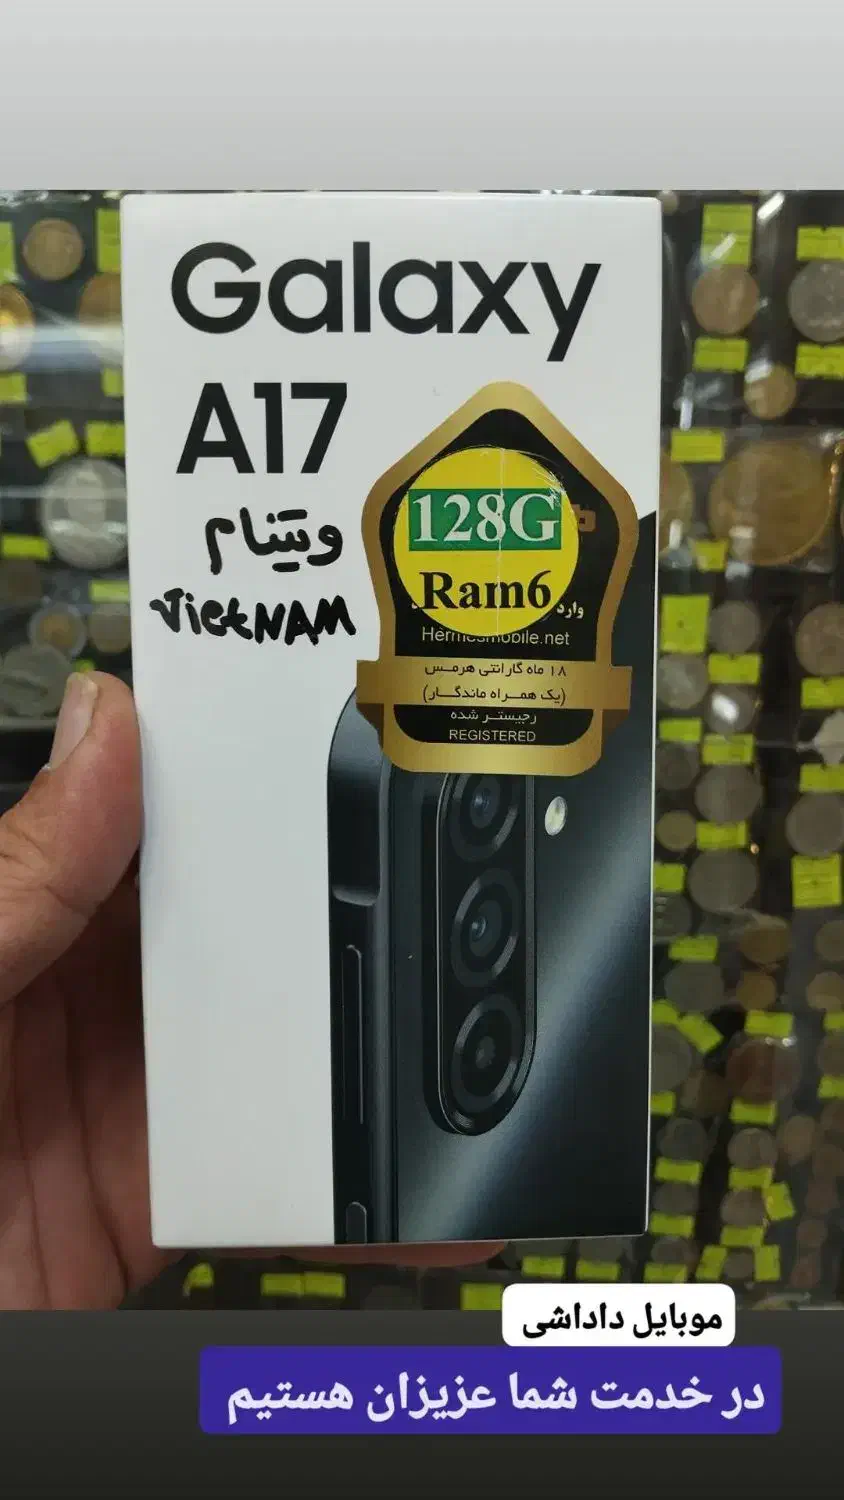 Galaxy
A17
ویتنام
VietNAM
128G
Ram6
وارد
Hermesmobile.net
۱۸ ماه گارانتی هرمس
(یک همراه ماندگار)
رجیستر شده
REGISTERED
موبایل داداشی
در خدمت شما عزیزان هستیم